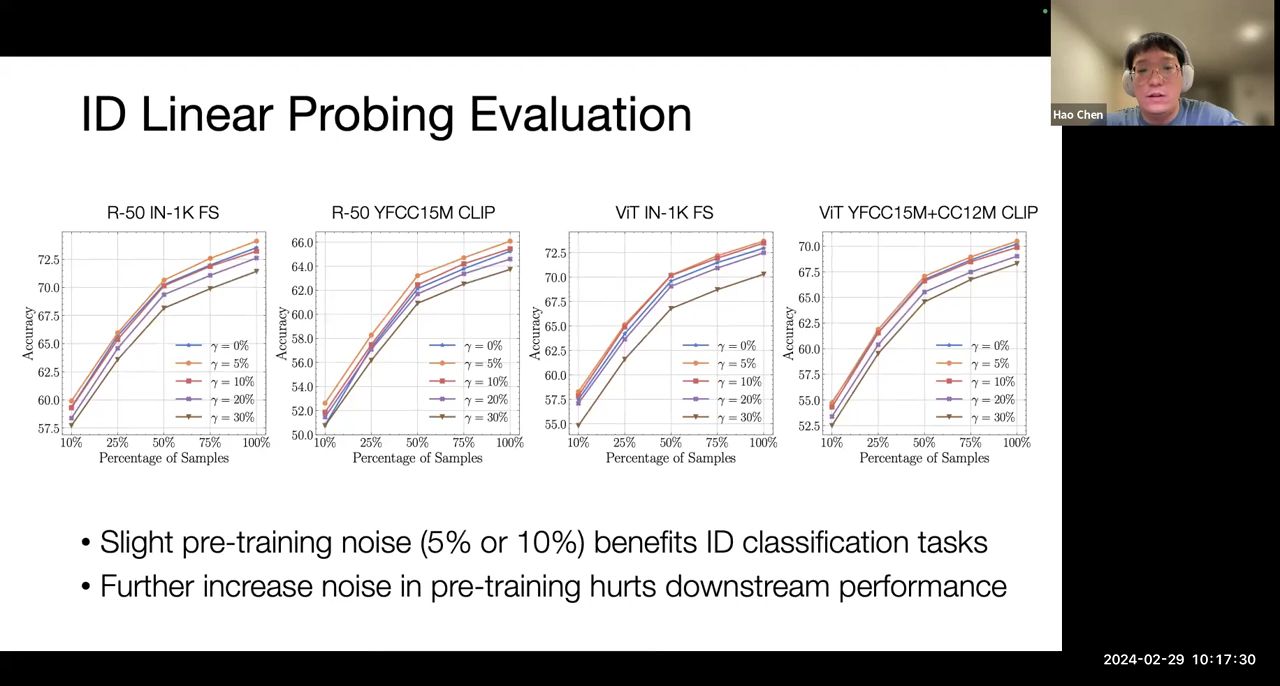 Hao Chen
ID Linear Probing Evaluation
R-50 IN-1K FS
Accuracy
72.5
70.0
67.5
65.0
62.5
60.0
57.5
10% 25% 50% 75% 100%
Percentage of Samples
γ = 0%
γ = 5%
γ = 10%
γ = 20%
γ = 30%
R-50 YFCC15M CLIP
Accuracy
66.0
64.0
62.0
60.0
58.0
56.0
54.0
52.0
50.0
10% 25% 50% 75% 100%
Percentage of Samples
γ = 0%
γ = 5%
γ = 10%
γ = 20%
γ = 30%
ViT IN-1K FS
Accuracy
72.5
70.0
67.5
65.0
62.5
60.0
57.5
55.0
10% 25% 50% 75% 100%
Percentage of Samples
γ = 0%
γ = 5%
γ = 10%
γ = 20%
γ = 30%
ViT YFCC15M+CC12M CLIP
Accuracy
70.0
67.5
65.0
62.5
60.0
57.5
55.0
52.5
10% 25% 50% 75% 100%
Percentage of Samples
γ = 0%
γ = 5%
γ = 10%
γ = 20%
γ = 30%
• Slight pre-training noise (5% or 10%) benefits ID classification tasks
• Further increase noise in pre-training hurts downstream performance
2024-02-29 10:17:30